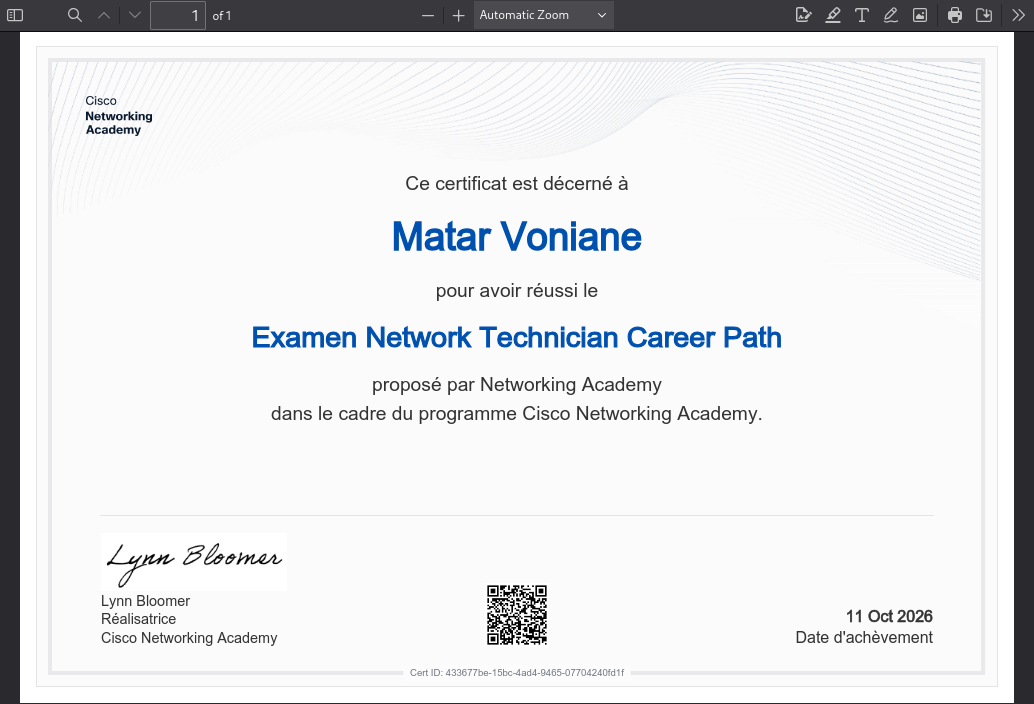 1 of 1
Automatic Zoom
Cisco
Networking
Academy
Ce certificat est décerné à
Matar Voniane
pour avoir réussi le
Examen Network Technician Career Path
proposé par Networking Academy
dans le cadre du programme Cisco Networking Academy.
Lynn Bloomer
Lynn Bloomer
Réalisatrice
Cisco Networking Academy
11 Oct 2026
Date d'achèvement
Cert ID: 433677be-15bc-4ad4-9465-07704240fd1f